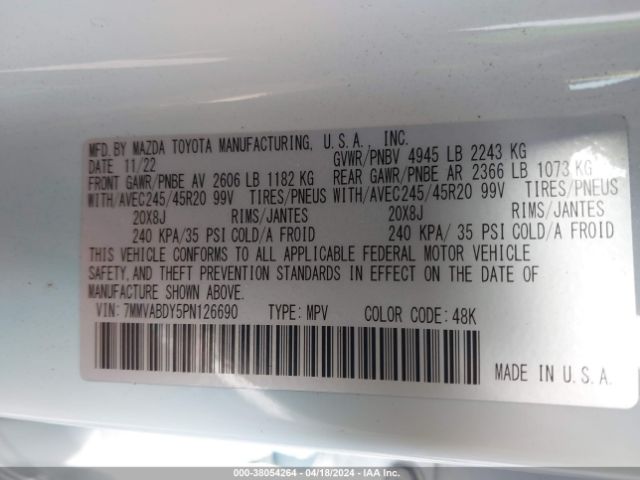 MFD. BY MAZDA TOYOTA MANUFACTURING, U.S.A. INC.
DATE 11/22 GVWR/PNBV 4945 LB 2243 KG
FRONT GAWR/PNBE AV 2606 LB 1182 KG REAR GAWR/PNBE AR 2366 LB 1073 KG
WITH/AVEC245/45R20 99V TIRES/PNEUS WITH/AVEC245/45R20 99V TIRES/PNEUS
20X8J RIMS/JANTES 20X8J RIMS/JANTES
240 KPA/35 PSI COLD/A FROID 240 KPA/ 35 PSI COLD/A FROID
THIS VEHICLE CONFORMS TO ALL APPLICABLE FEDERAL MOTOR VEHICLE
SAFETY,AND THEFT PREVENTION STANDARDS IN EFFECT ON THE DATE OF
MANUFACTURE SHOWN ABOVE.
VIN: 7MMVABDY5PN126690 TYPE: MPV COLOR CODE: 48K
MADE IN U.S.A.
000-38054264 - 04/18/2024 - IAA Inc.